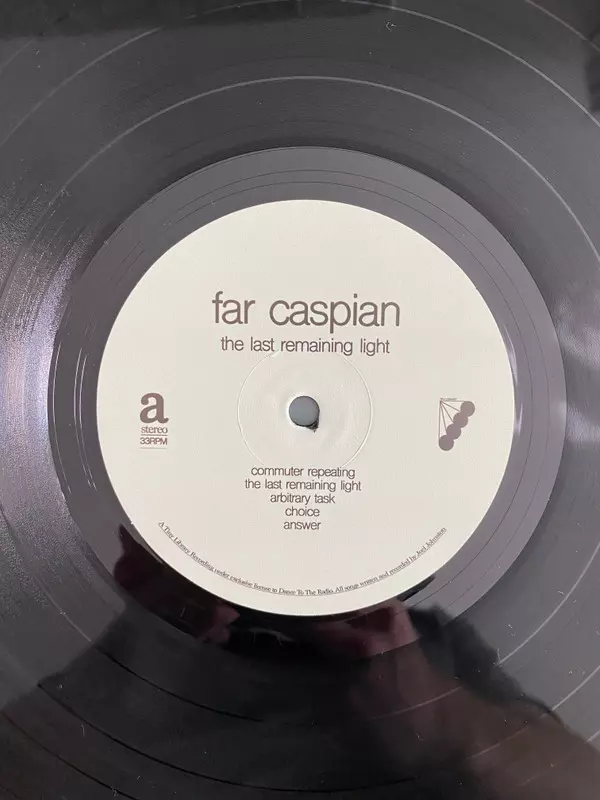 far caspian
the last remaining light
a
stereo
33RPM
commuter repeating
the last remaining light
arbitrary task
choice
answer
A Tiny Library Recording under exclusive license to Dance To The Radio. All songs written and recorded by Joel Johnston.